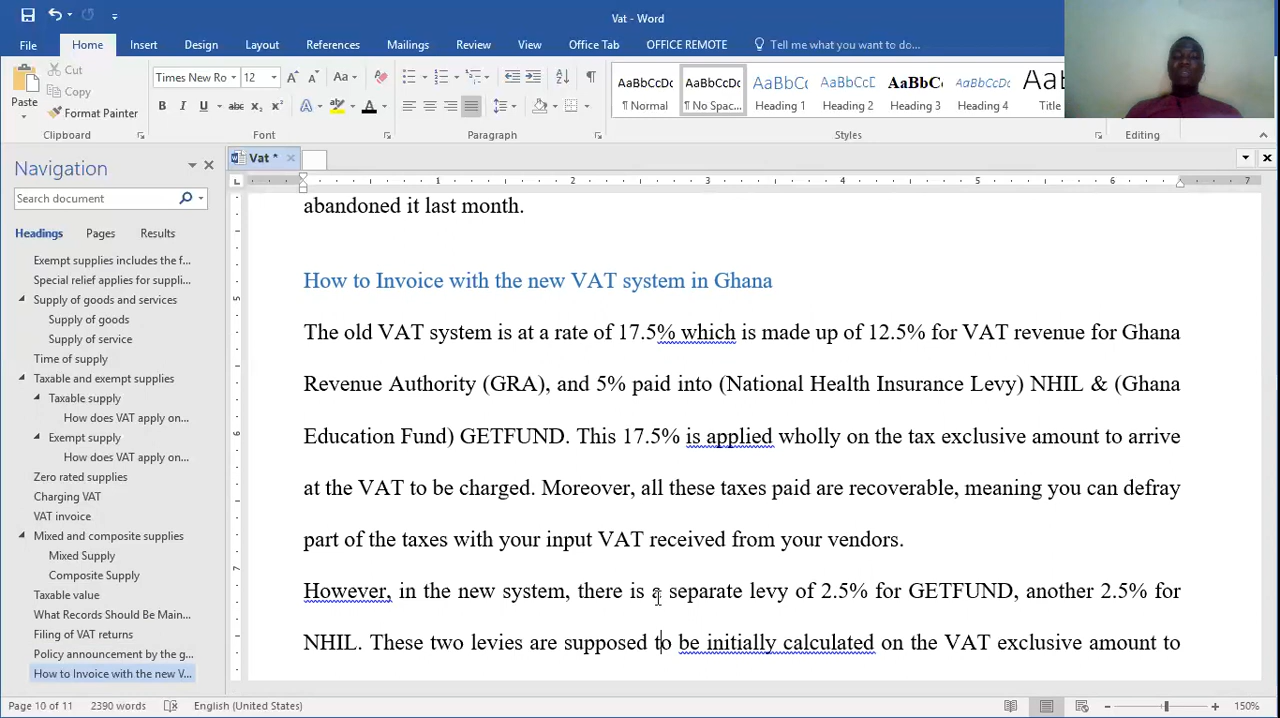 Vat - Word
File Home Insert Design Layout References Mailings Review View Office Tab OFFICE REMOTE Tell me what you want to do...
Paste Cut Copy Format Painter
Clipboard
Times New Ro 12
Font
Paragraph
AaBbCcDc AaBbCcDc AaBbCcDc AaBbCcDc AaBbCc. AaBbCcDc AaB
¶ Normal ¶ No Spac... Heading 1 Heading 2 Heading 3 Heading 4 Title
Styles
Editing
Navigation
Search document
Headings Pages Results
Exempt supplies includes the f...
Special relief applies for suppli...
Supply of goods and services
Supply of goods
Supply of service
Time of supply
Taxable and exempt supplies
Taxable supply
How does VAT apply on...
Exempt supply
How does VAT apply on...
Zero rated supplies
Charging VAT
VAT invoice
Mixed and composite supplies
Mixed Supply
Composite Supply
Taxable value
What Records Should Be Main...
Filing of VAT returns
Policy announcement by the g...
How to Invoice with the new V...
Vat *
1 2 3 4 5 6 7
abandoned it last month.
How to Invoice with the new VAT system in Ghana
The old VAT system is at a rate of 17.5% which is made up of 12.5% for VAT revenue for Ghana
Revenue Authority (GRA), and 5% paid into (National Health Insurance Levy) NHIL & (Ghana
Education Fund) GETFUND. This 17.5% is applied wholly on the tax exclusive amount to arrive
at the VAT to be charged. Moreover, all these taxes paid are recoverable, meaning you can defray
part of the taxes with your input VAT received from your vendors.
However, in the new system, there is a separate levy of 2.5% for GETFUND, another 2.5% for
NHIL. These two levies are supposed to be initially calculated on the VAT exclusive amount to
Page 10 of 11 2390 words English (United States) 150%